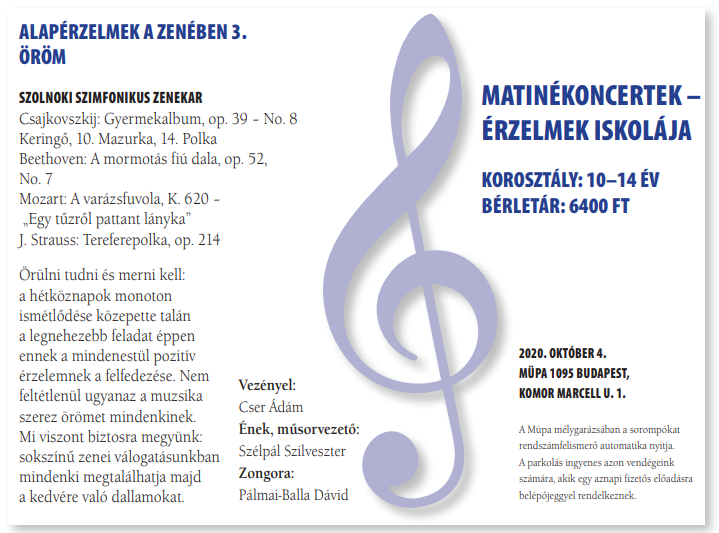 ALAPÉRZELMEK A ZENÉBEN 3.
ÖRÖM
SZOLNOKI SZIMFONIKUS ZENEKAR
Csajkovszkij: Gyermekalbum, op. 39 – No. 8
Keringő, 10. Mazurka, 14. Polka
Beethoven: A mormotás fiú dala, op. 52,
No. 7
Mozart: A varázsfuvola, K. 620 –
„Egy tűzről pattant lányka”
J. Strauss: Tereferepolka, op. 214
Örülni tudni és merni kell:
a hétköznapok monoton
ismétlődése közepette talán
a legnehezebb feladat éppen
ennek a mindenestül pozitív
érzelemnek a felfedezése. Nem
feltétlenül ugyanaz a muzsika
szerez örömet mindenkinek.
Mi viszont biztosra megyünk:
sokszínű zenei válogatásunkban
mindenki megtalálhatja majd
a kedvére való dallamokat.
Vezényel:
Cser Ádám
Ének, műsorvezető:
Szélpál Szilveszter
Zongora:
Pálmai-Balla Dávid
MATINÉKONCERTEK –
ÉRZELMEK ISKOLÁJA
KOROSZTÁLY: 10–14 ÉV
BÉRLETÁR: 6400 FT
2020. OKTÓBER 4.
MÜPA 1095 BUDAPEST,
KOMOR MARCELL U. 1.
A Müpa mélygarázsában a sorompókat
rendszámfelismerő automatika nyitja.
A parkolás ingyenes azon vendégeink
számára, akik egy aznapi fizetős előadásra
belépőjeggyel rendelkeznek.